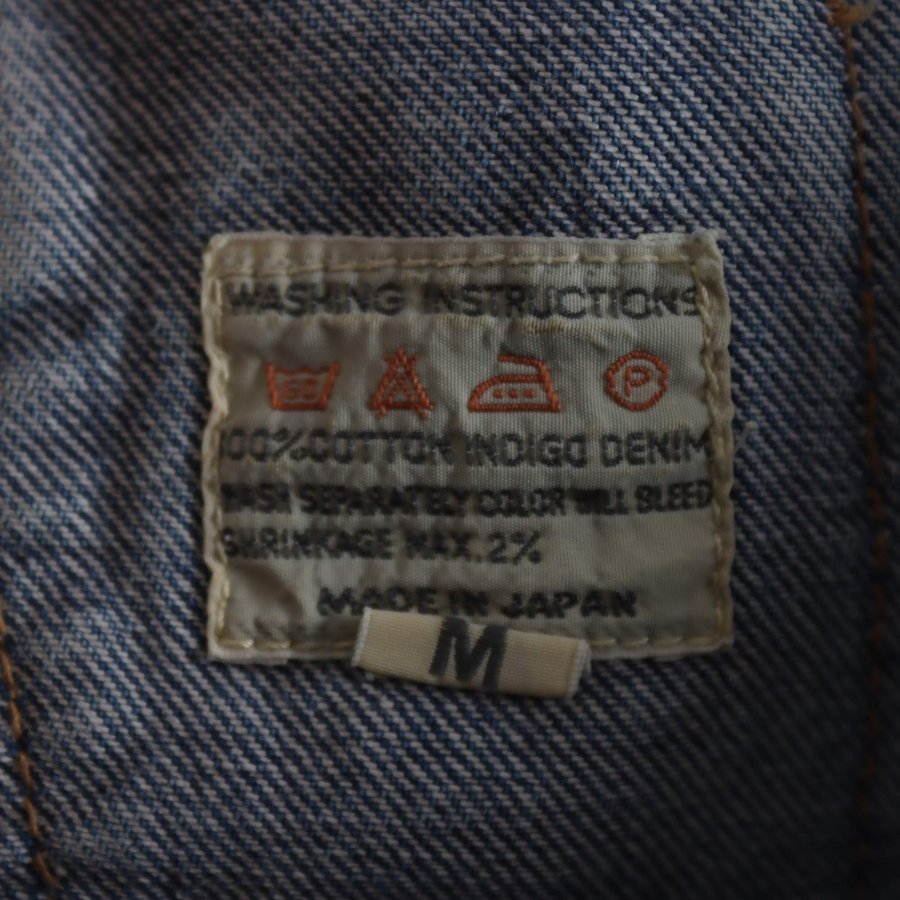 WASHING INSTRUCTIONS
P
100% COTTON INDIGO DENIM
WASH SEPARATELY COLOR WILL BLEED
SHRINKAGE MAX. 2%
MADE IN JAPAN
M